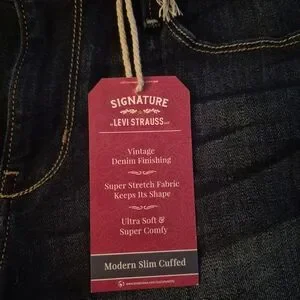 SIGNATURE
BY
LEVI STRAUSS
Vintage
Denim Finishing
Super Stretch Fabric
Keeps Its Shape
Ultra Soft &
Super Comfy
Modern Slim Cuffed